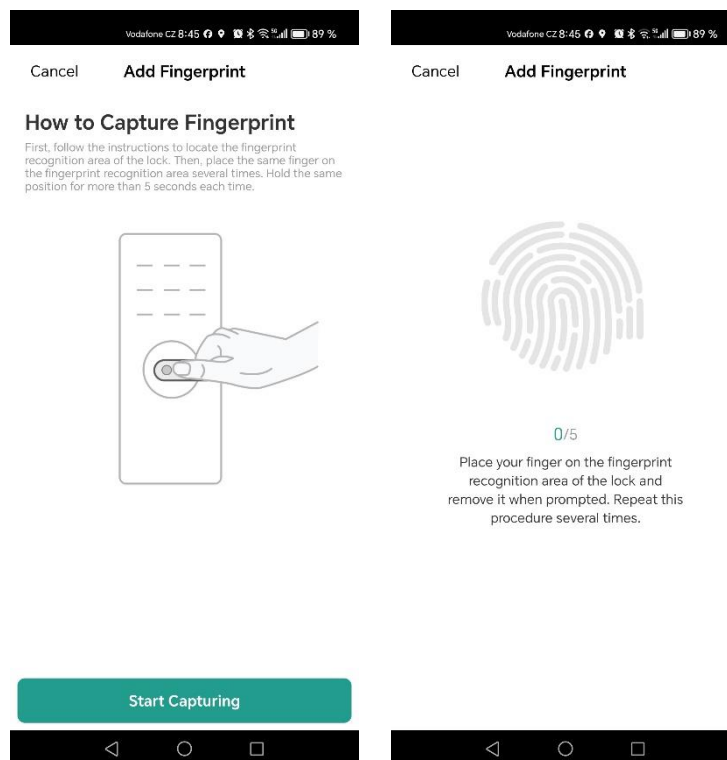 Vodafone CZ 8:45 89 %
Cancel Add Fingerprint
How to Capture Fingerprint
First, follow the instructions to locate the fingerprint
recognition area of the lock. Then, place the same finger on
the fingerprint recognition area several times. Hold the same
position for more than 5 seconds each time.
Start Capturing
Vodafone CZ 8:45 89 %
Cancel Add Fingerprint
0/5
Place your finger on the fingerprint
recognition area of the lock and
remove it when prompted. Repeat this
procedure several times.